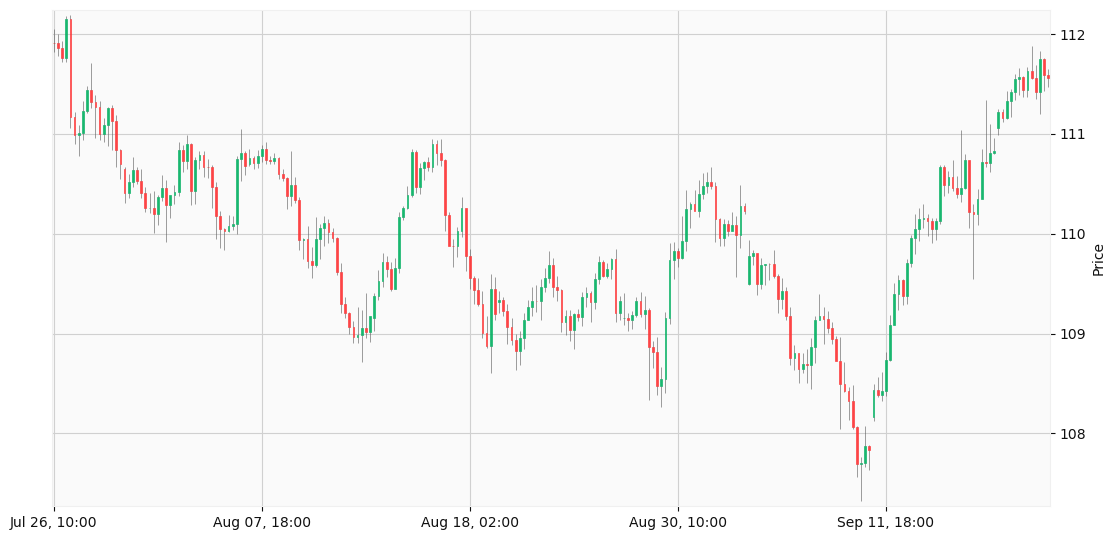 112
111
110
109
108
Price
Jul 26, 10:00
Aug 07, 18:00
Aug 18, 02:00
Aug 30, 10:00
Sep 11, 18:00